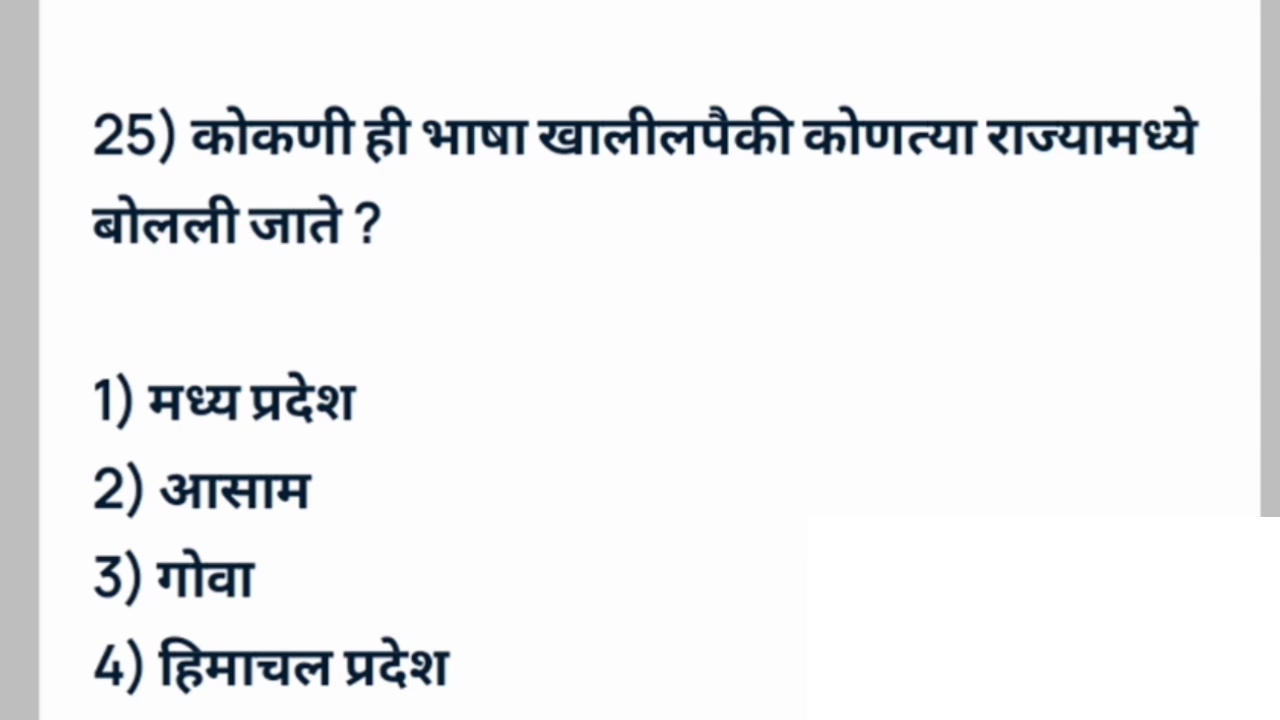 25) कोकणी ही भाषा खालीलपैकी कोणत्या राज्यामध्ये
बोलली जाते ?
1) मध्य प्रदेश
2) आसाम
3) गोवा
4) हिमाचल प्रदेश